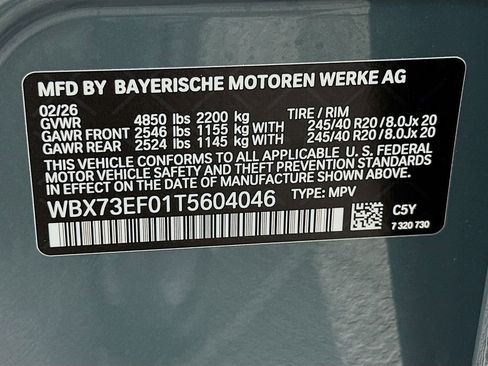 MFD BY BAYERISCHE MOTOREN WERKE AG
02/26
GVWR 4850 lbs 2200 kg TIRE / RIM
GAWR FRONT 2546 lbs 1155 kg WITH 245/40 R20/8.0Jx 20
GAWR REAR 2524 lbs 1145 kg WITH 245/40 R20/8.0Jx 20
THIS VEHICLE CONFORMS TO ALL APPLICABLE U. S. FEDERAL
MOTOR VEHICLE SAFETY AND THEFT PREVENTION STANDARDS
IN EFFECT ON THE DATE OF MANUFACTURE SHOWN ABOVE.
WBX73EF01T5604046 TYPE: MPV
C5Y
7 320 730